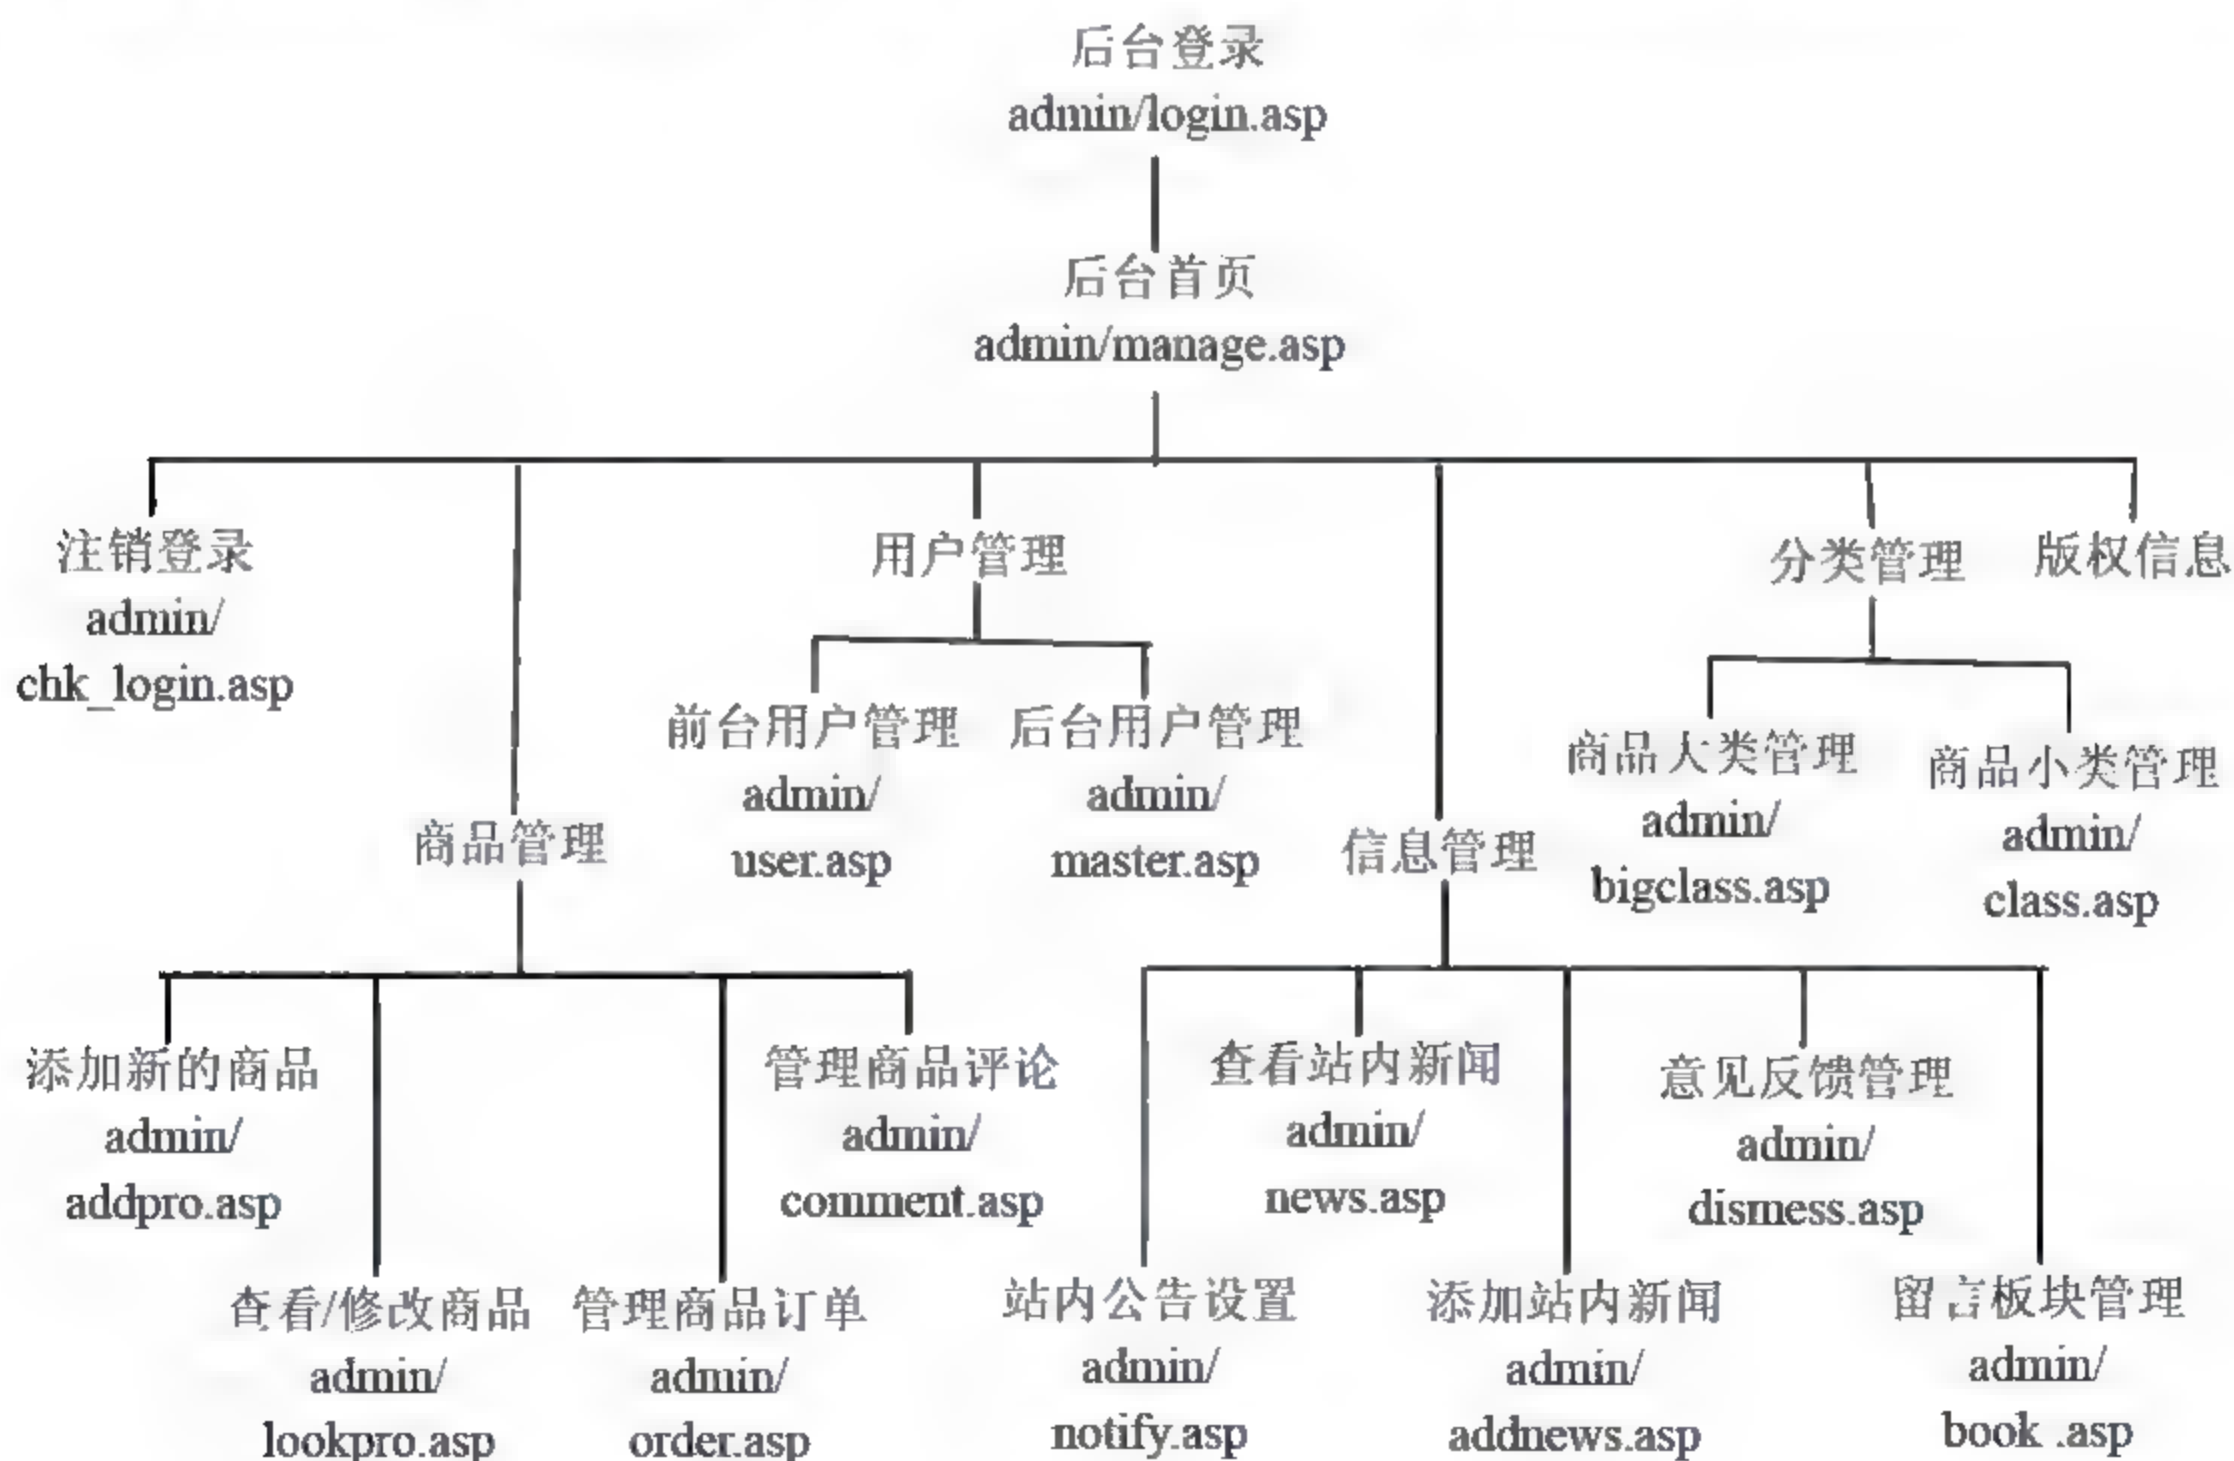 后台登录
admin/login.asp
后台首页
admin/manage.asp
注销登录
admin/
chk_login.asp
商品管理
用户管理
前台用户管理
admin/
user.asp
后台用户管理
admin/
master.asp
信息管理
分类管理
商品大类管理
admin/
bigclass.asp
商品小类管理
admin/
class.asp
版权信息
添加新的商品
admin/
addpro.asp
查看/修改商品
admin/
lookpro.asp
管理商品订单
admin/
order.asp
管理商品评论
admin/
comment.asp
站内公告设置
admin/
notify.asp
查看站内新闻
admin/
news.asp
添加站内新闻
admin/
addnews.asp
意见反馈管理
admin/
dismess.asp
留言板块管理
admin/
book .asp